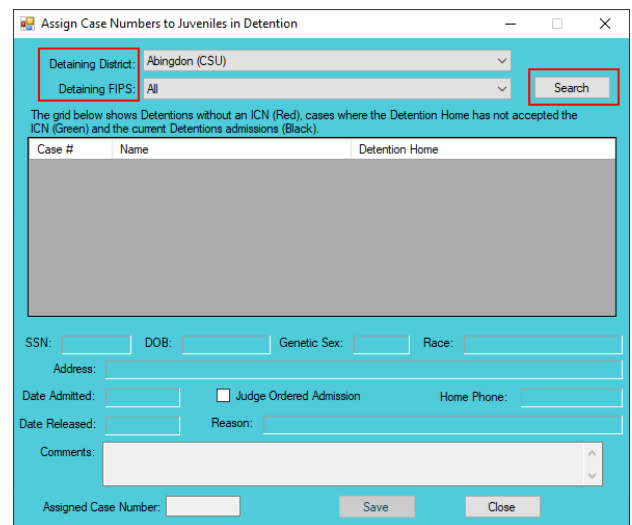 Assign Case Numbers to Juveniles in Detention
Detaining District: Abingdon (CSU)
Detaining FIPS: All Search
The grid below shows Detentions without an ICN (Red), cases where the Detention Home has not accepted the
ICN (Green) and the current Detentions admissions (Black).
Case # Name Detention Home
SSN: DOB: Genetic Sex: Race:
Address:
Date Admitted: Judge Ordered Admission Home Phone:
Date Released: Reason:
Comments:
Assigned Case Number: Save Close